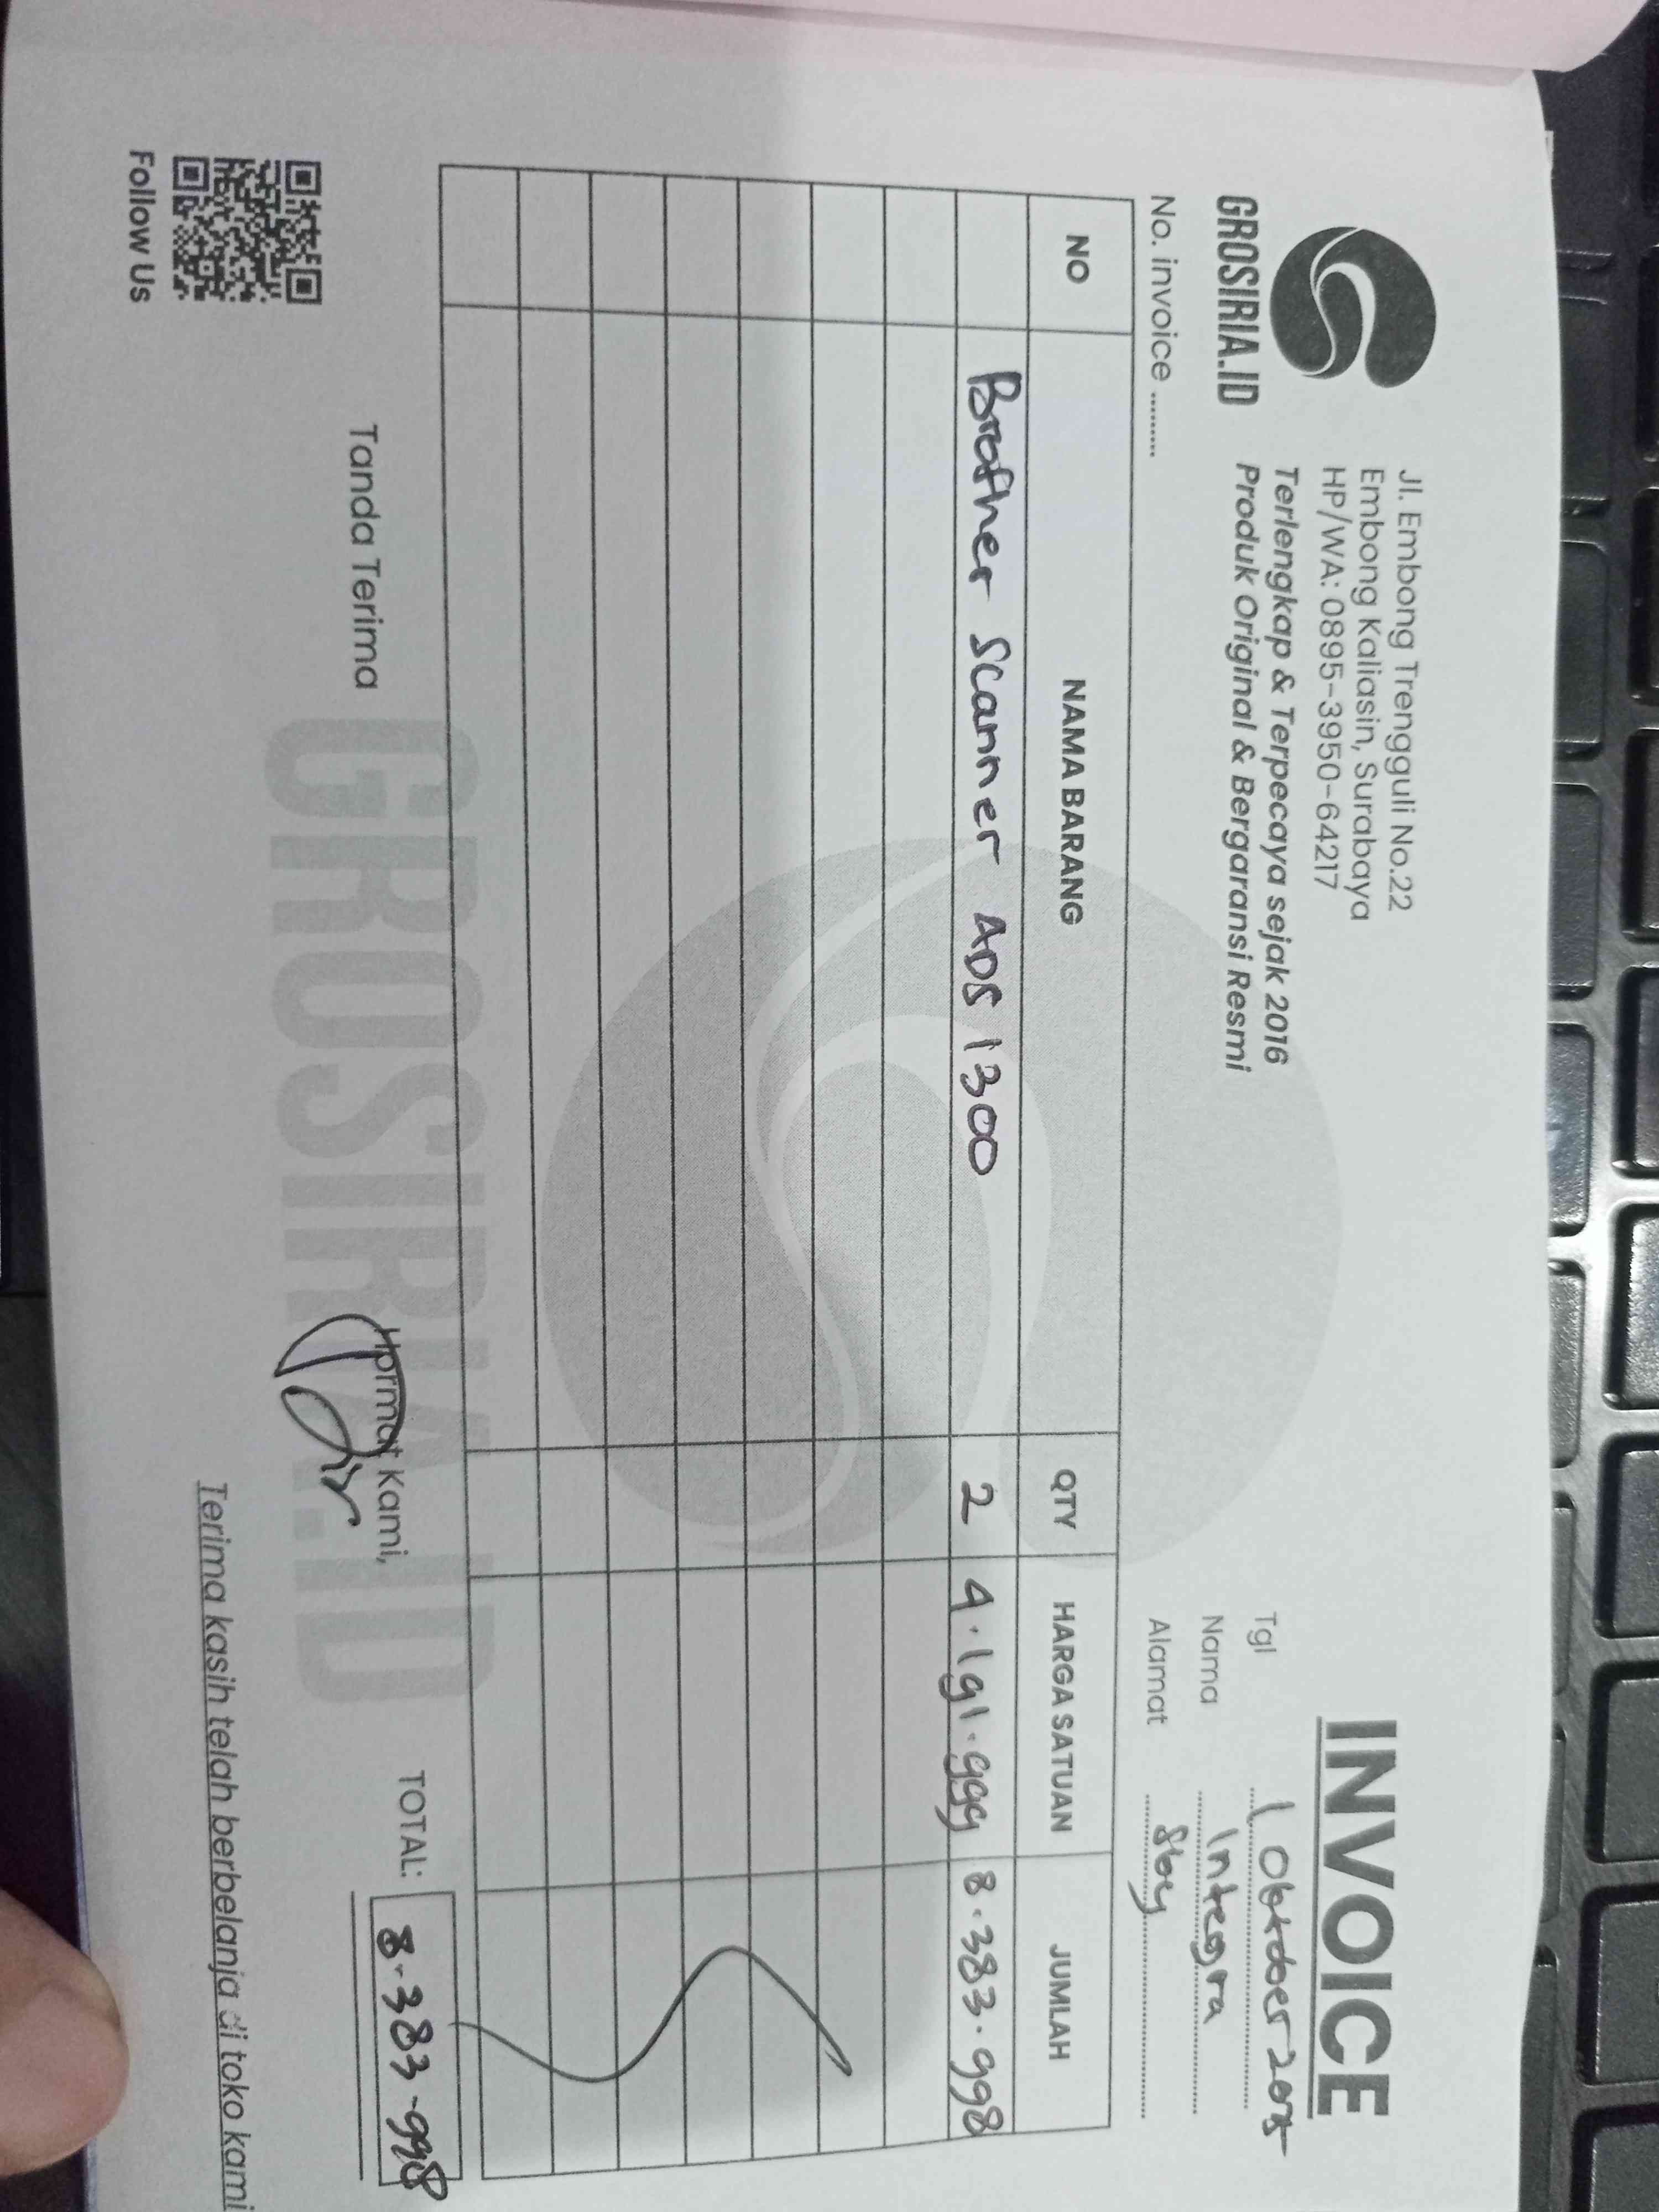 GROSIRIA.ID
Jl. Embong Trengguli No.22
Embong Kaliasin, Surabaya
HP/WA: 0895-3950-64217
Terlengkap & Terpecaya sejak 2016
Produk Original & Bergaransi Resmi
INVOICE
Tgl 1 Oktober 2025
Nama Integra
Alamat Sby
No. invoice ..........
NO NAMA BARANG QTY HARGA SATUAN JUMLAH
Brother Scanner ADS 1300 2 4.191.999 8.383.998
GROSIRIA.ID
Tanda Terima Hormat Kami, TOTAL: 8.383.998
Follow Us
Terima kasih telah berbelanja di toko kami